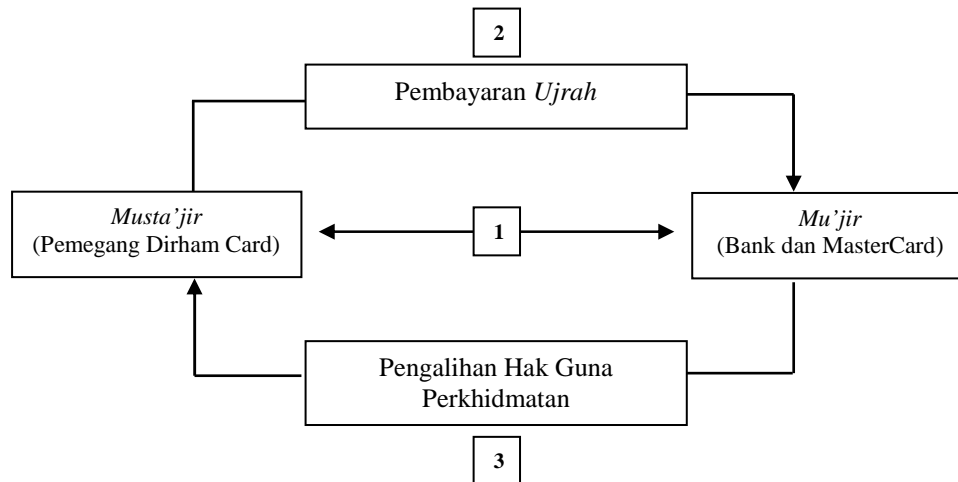 2
Pembayaran Ujrah
Musta’jir
(Pemegang Dirham Card)
1
Mu’jir
(Bank dan MasterCard)
Pengalihan Hak Guna
Perkhidmatan
3